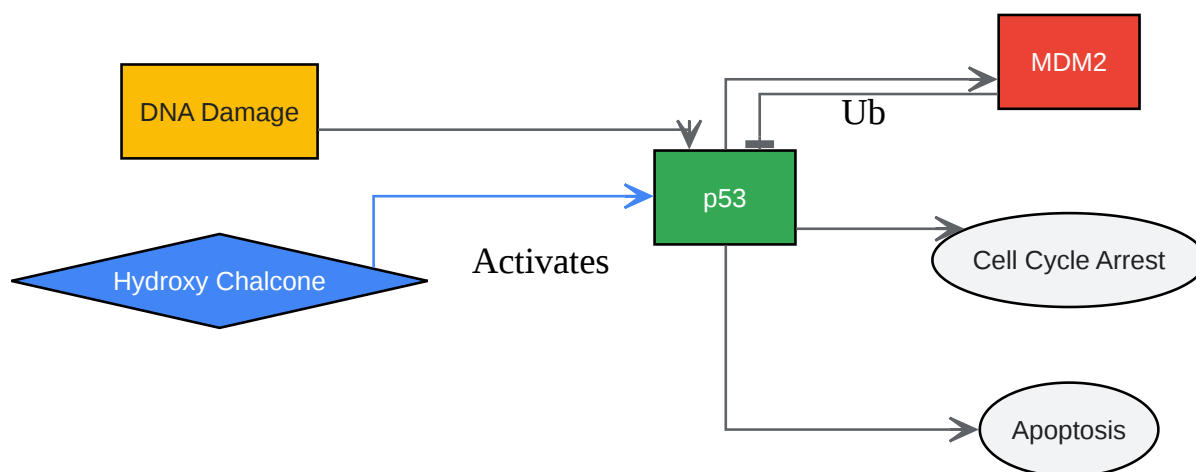 MDM2
DNA Damage
Ub
p53
Activates
Cell Cycle Arrest
Hydroxy Chalcone
Apoptosis